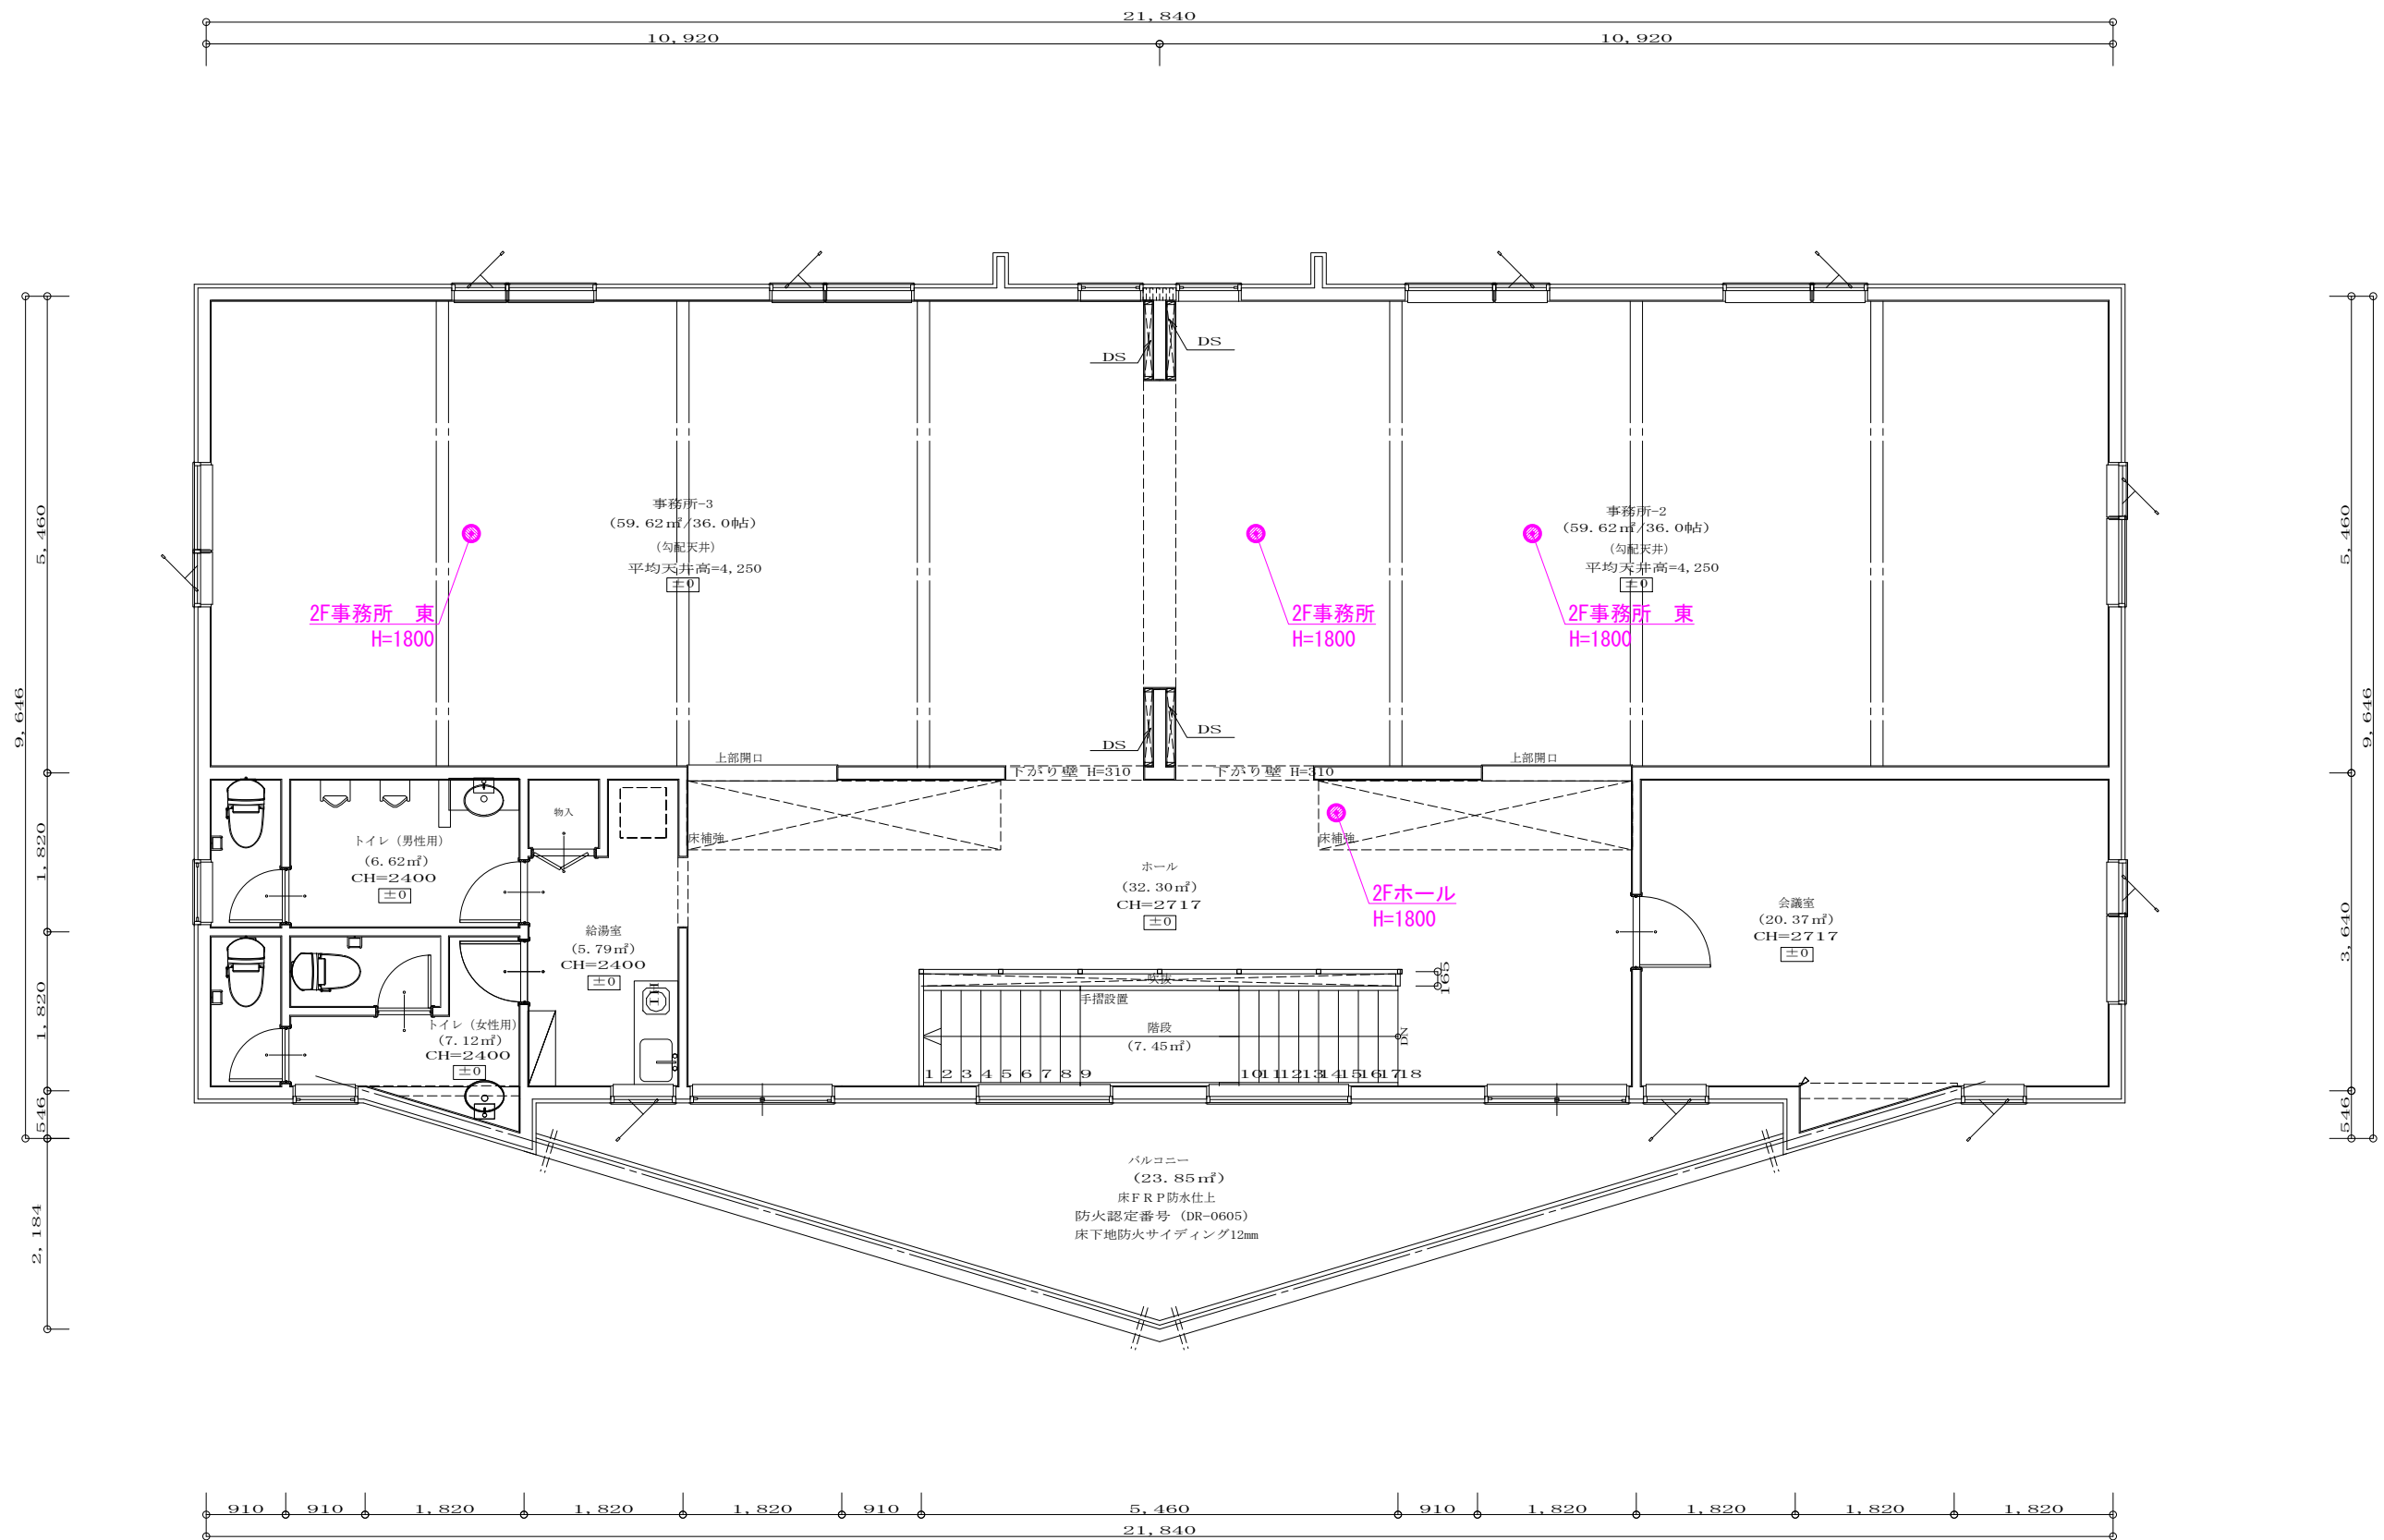 21,840
10,920
10,920
DS
DS
事務所-3
(59.62㎡/36.0帖)
(勾配天井)
平均天井高=4,250
±0
事務所-2
(59.62㎡/36.0帖)
(勾配天井)
平均天井高=4,250
±0
2F事務所 東
H=1800
2F事務所
H=1800
2F事務所 東
H=1800
5,460
5,460
9,646
9,646
DS
DS
上部開口
下がり壁 H=310
下がり壁 H=310
上部開口
物入
床補強
床補強
トイレ(男性用)
(6.62㎡)
CH=2400
±0
ホール
(32.30㎡)
CH=2717
±0
2Fホール
H=1800
会議室
(20.37㎡)
CH=2717
±0
給湯室
(5.79㎡)
CH=2400
±0
1,820
3,640
吹抜
165
手摺設置
階段
(7.45㎡)
DN
IH
トイレ(女性用)
(7.12㎡)
CH=2400
±0
1,820
1 2 3 4 5 6 7 8 9
10 11 12 13 14 15 16 17 18
546
546
バルコニー
(23.85㎡)
床FRP防水仕上
防火認定番号 (DR-0605)
床下地防火サイディング12mm
2,184
910 910 1,820 1,820 1,820 910 5,460 910 1,820 1,820 1,820 1,820
21,840